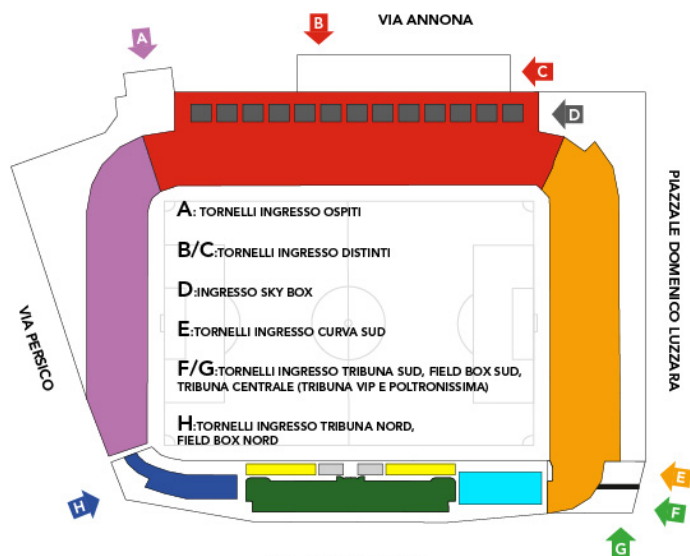 B
VIA ANNONA
A
C
D
PIAZZALE DOMENICO LUZZARA
A: TORNELLI INGRESSO OSPITI
B/C:TORNELLI INGRESSO DISTINTI
D:INGRESSO SKY BOX
E:TORNELLI INGRESSO CURVA SUD
VIA PERSICO
F/G:TORNELLI INGRESSO TRIBUNA SUD, FIELD BOX SUD,
TRIBUNA CENTRALE (TRIBUNA VIP E POLTRONISSIMA)
H:TORNELLI INGRESSO TRIBUNA NORD,
FIELD BOX NORD
E
H
F
G